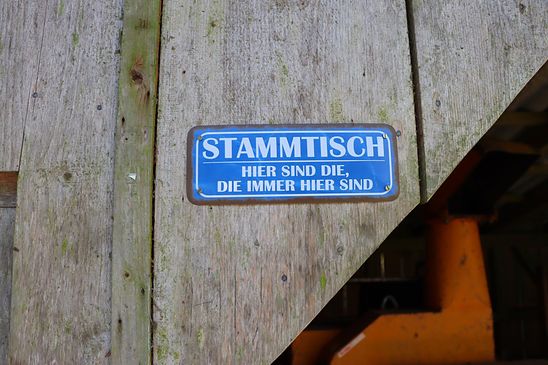 STAMMTISCH
HIER SIND DIE,
DIE IMMER HIER SIND